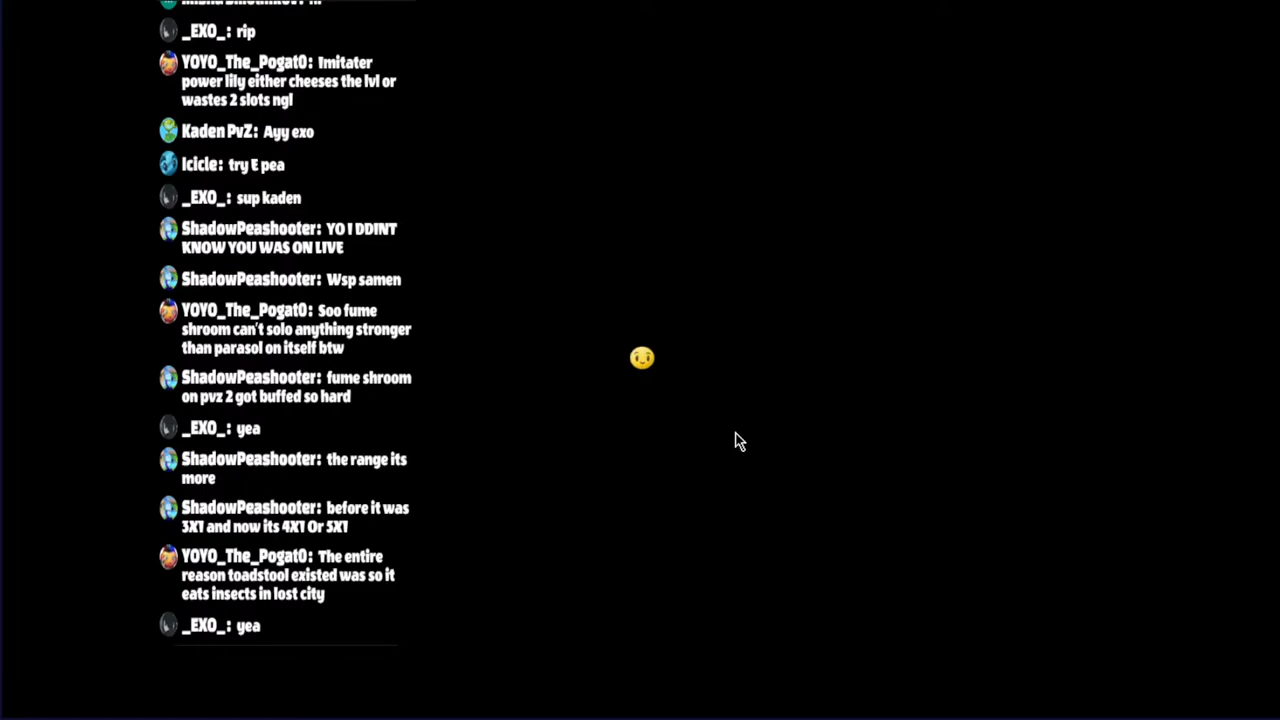 _EXO_: rip
YOYO_The_Pogat0: Imitater
power lily either cheeses the lvl or
wastes 2 slots ngl
Kaden PvZ: Ayy exo
Icicle: try E pea
_EXO_: sup kaden
ShadowPeashooter: YO I DDINT
KNOW YOU WAS ON LIVE
ShadowPeashooter: Wsp samen
YOYO_The_Pogat0: Soo fume
shroom can't solo anything stronger
than parasol on itself btw
ShadowPeashooter: fume shroom
on pvz 2 got buffed so hard
_EXO_: yea
ShadowPeashooter: the range its
more
ShadowPeashooter: before it was
3X1 and now its 4X1 Or 5X1
YOYO_The_Pogat0: The entire
reason toadstool existed was so it
eats insects in lost city
_EXO_: yea